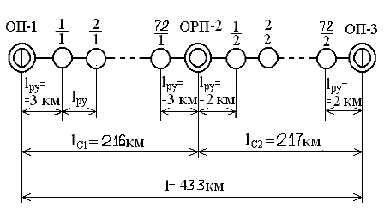 ОП-1 1/1 2/1 72/1 ОРП-2 1/2 2/2 72/2 ОП-3
lру= =3 км
lру
lру= -3 км
lру= -2 км
lру= =2 км
lС1=216км
lС2=217км
l=433км